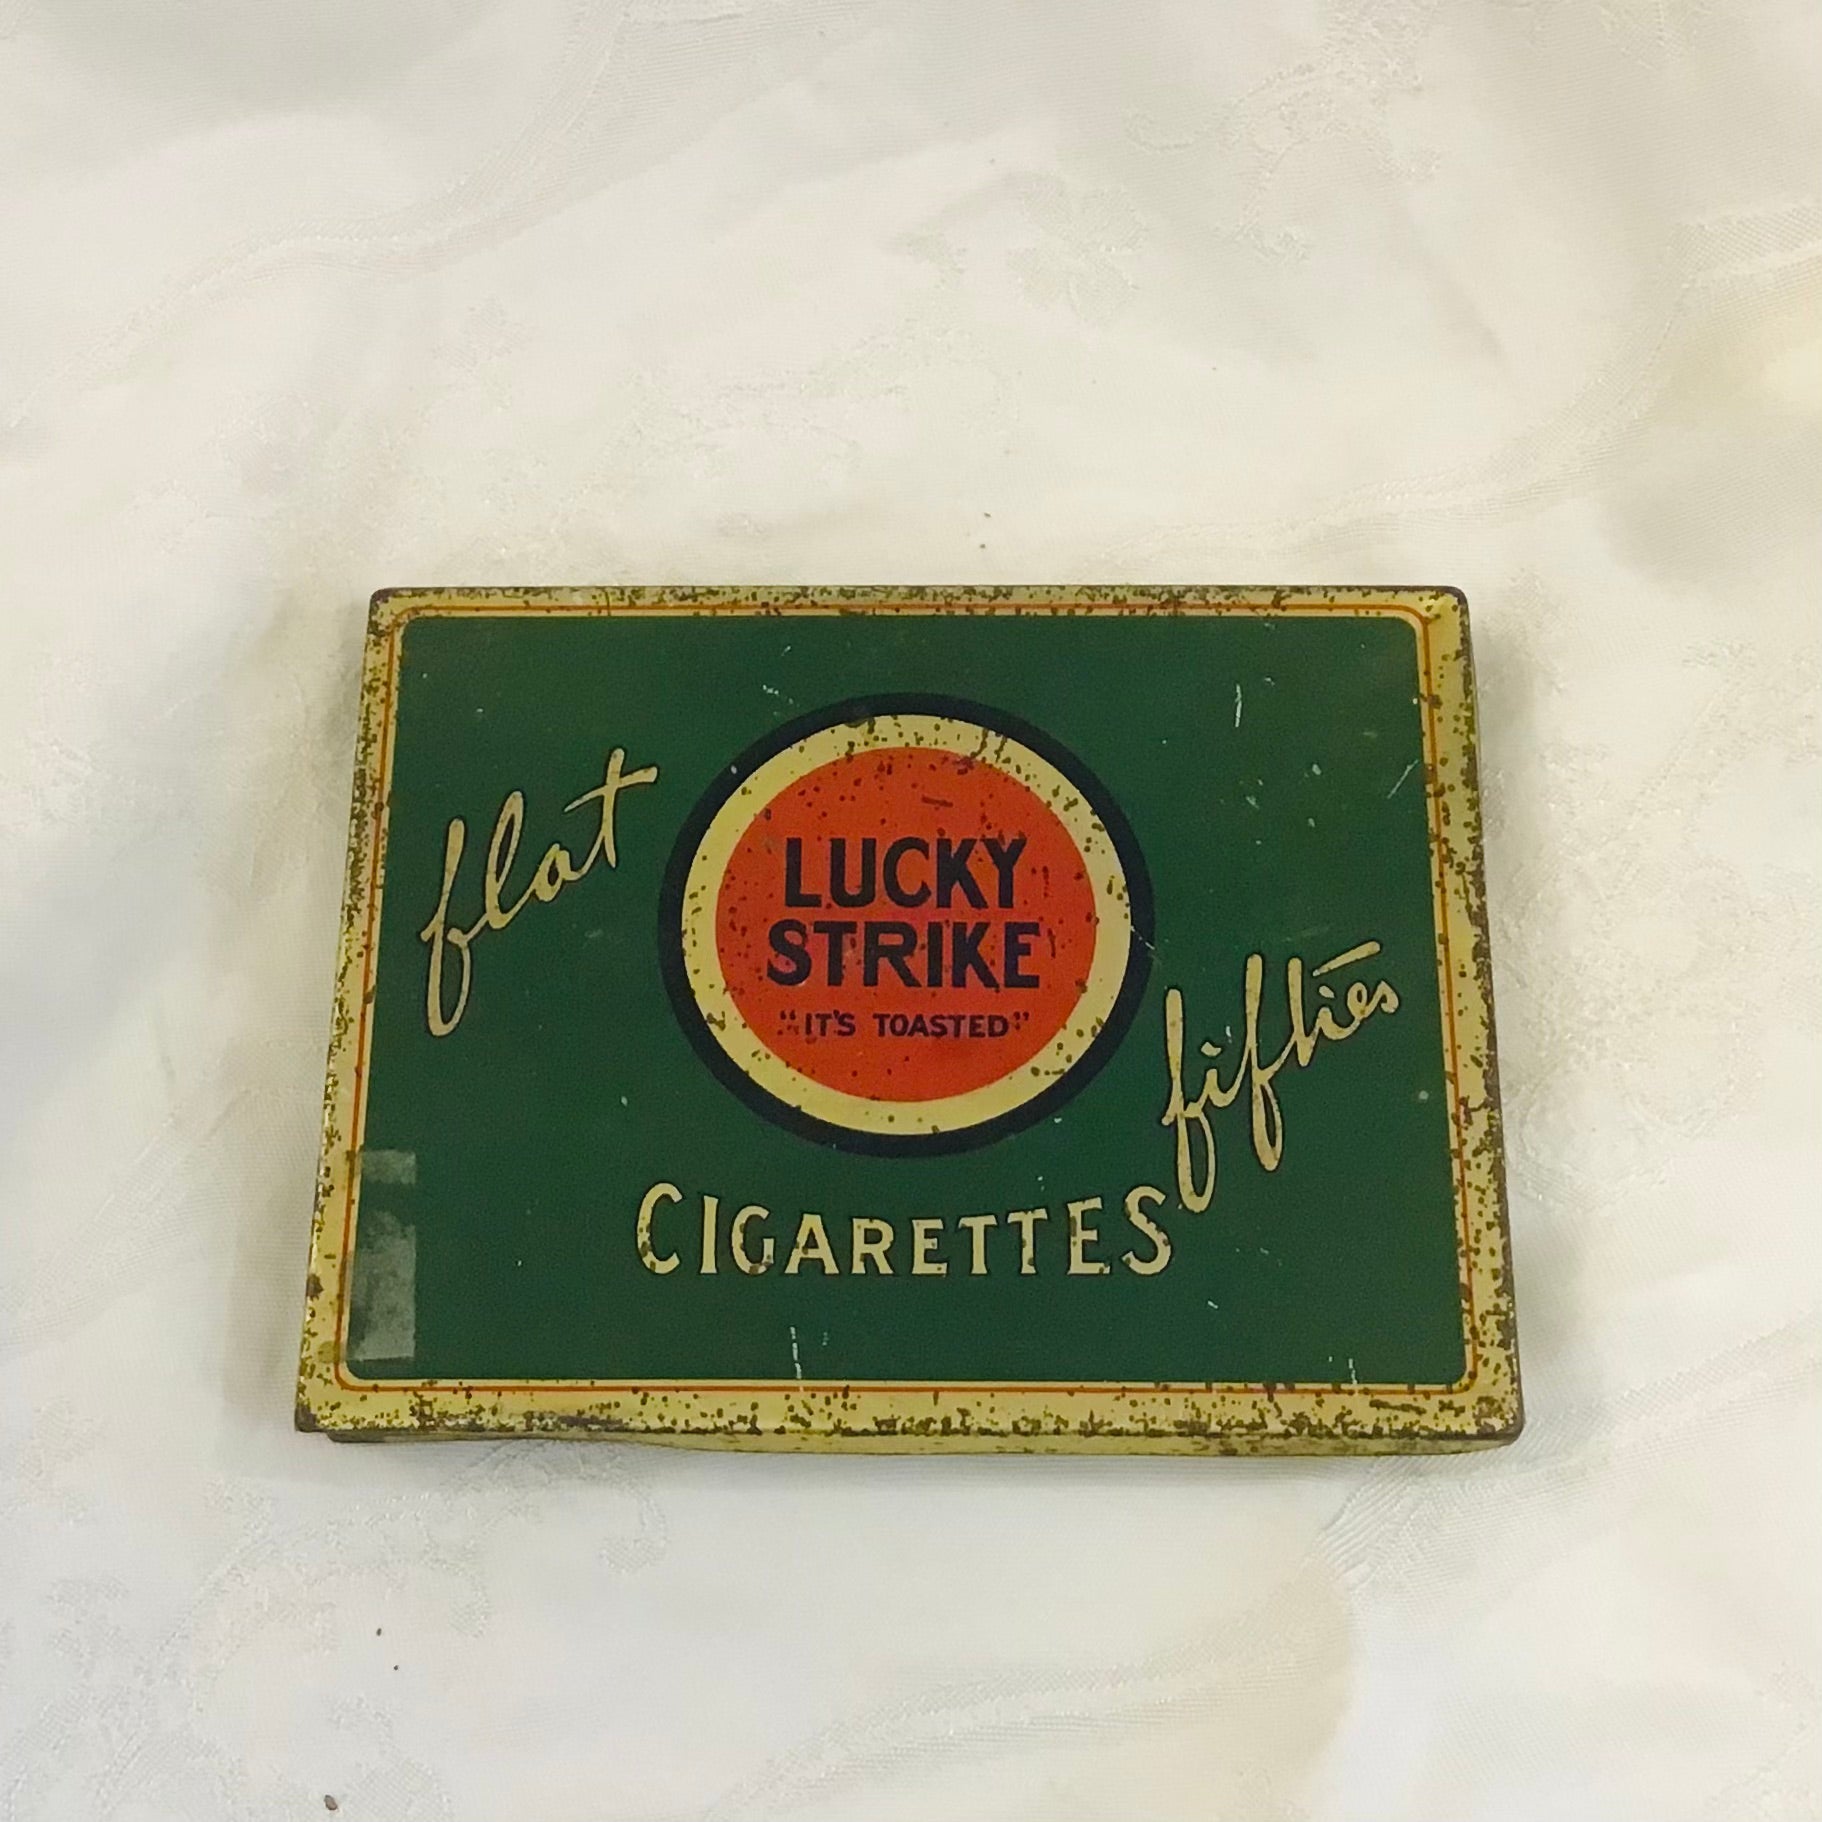 flat
LUCKY
STRIKE
"IT'S TOASTED"
fifties
CIGARETTES